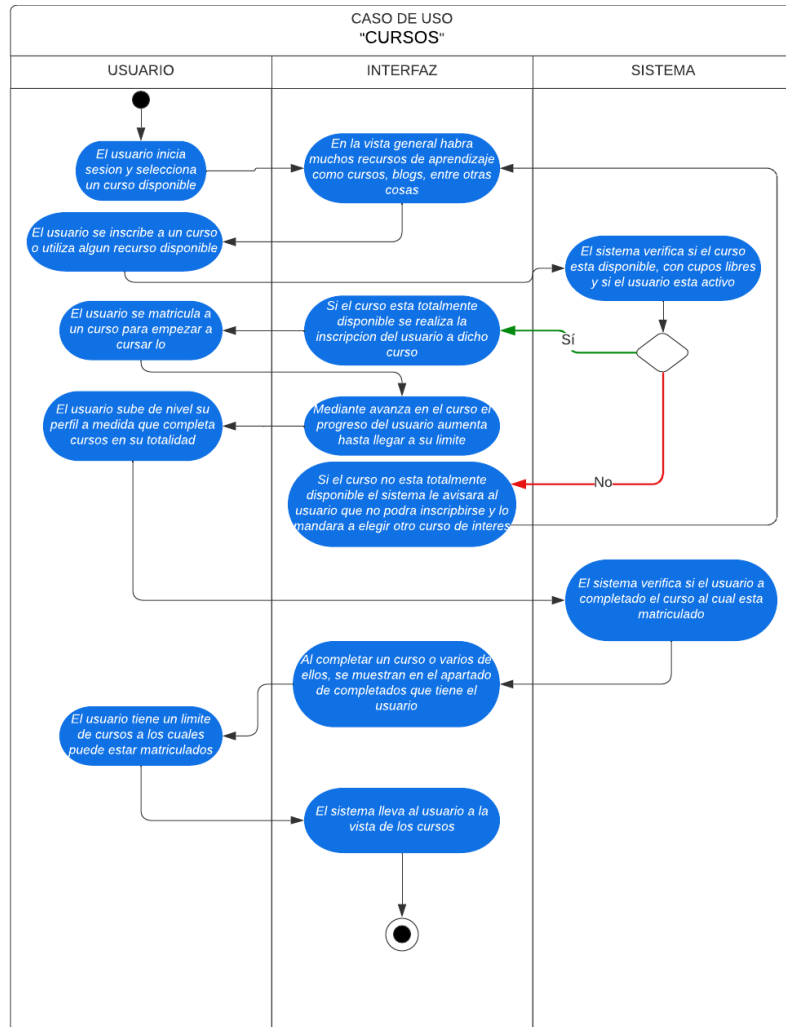 CASO DE USO
"CURSOS"
USUARIO
INTERFAZ
SISTEMA
El usuario inicia
sesion y selecciona
un curso disponible
En la vista general habra
muchos recursos de aprendizaje
como cursos, blogs, entre otras
cosas
El usuario se inscribe a un curso
o utiliza algun recurso disponible
El sistema verifica si el curso
esta disponible, con cupos libres
y si el usuario esta activo
Sí
Si el curso esta totalmente
disponible se realiza la
inscripcion del usuario a dicho
curso
El usuario se matricula a
un curso para empezar a
cursar lo
Mediante avanza en el curso el
progreso del usuario aumenta
hasta llegar a su limite
El usuario sube de nivel su
perfil a medida que completa
cursos en su totalidad
No
Si el curso no esta totalmente
disponible el sistema le avisara al
usuario que no podra inscripbirse y lo
mandara a elegir otro curso de interes
El sistema verifica si el usuario a
completado el curso al cual esta
matriculado
Al completar un curso o varios de
ellos, se muestran en el apartado
de completados que tiene el
usuario
El usuario tiene un limite
de cursos a los cuales
puede estar matriculados
El sistema lleva al usuario a la
vista de los cursos